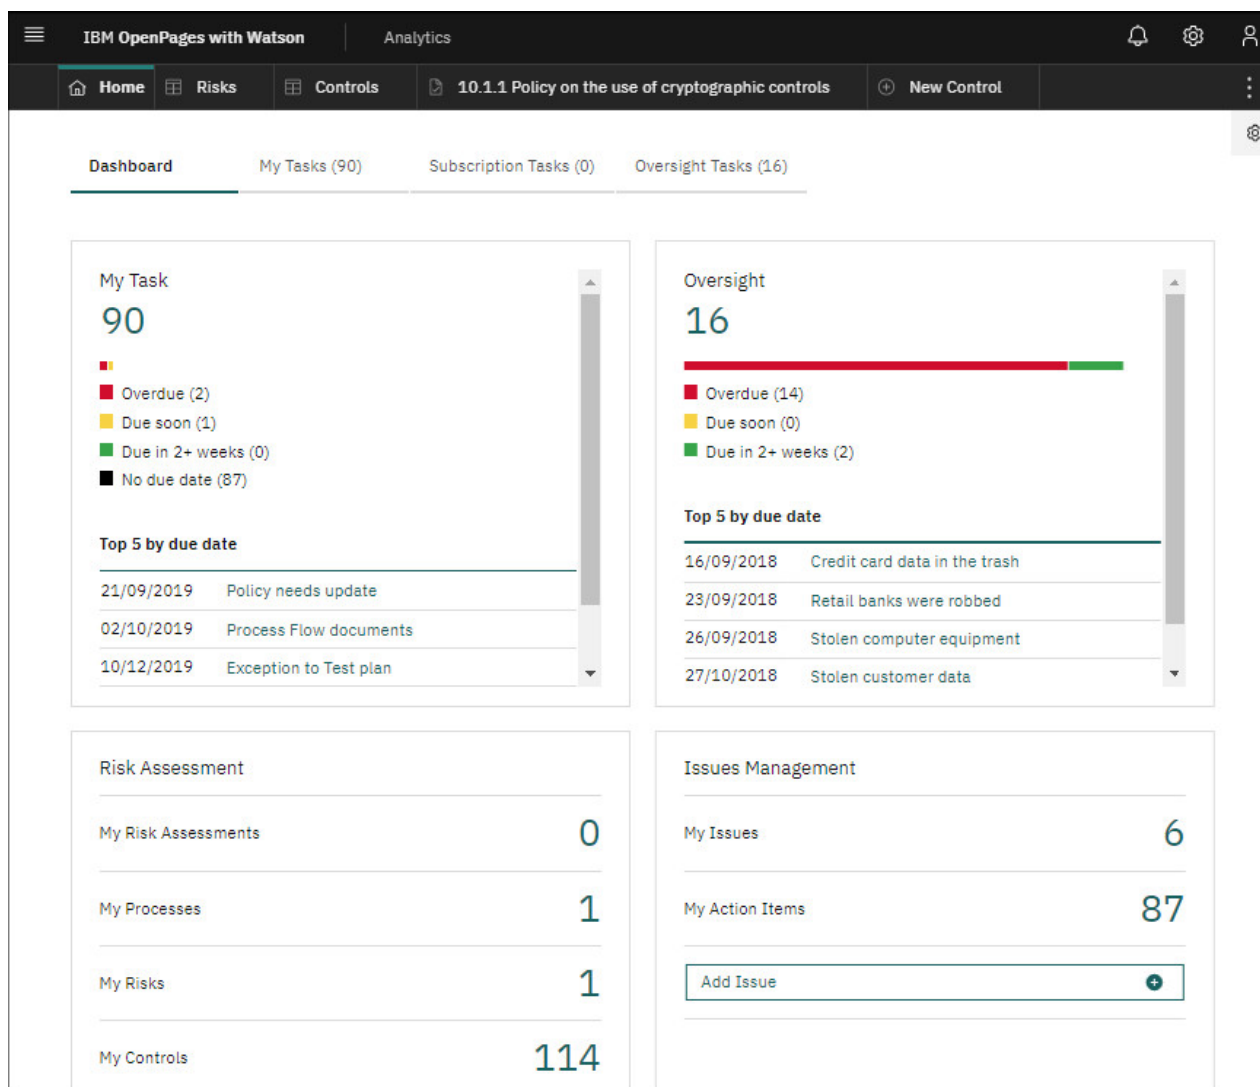 IBM OpenPages with Watson Analytics
Home Risks Controls 10.1.1 Policy on the use of cryptographic controls New Control
Dashboard My Tasks (90) Subscription Tasks (0) Oversight Tasks (16)
My Task
90
Overdue (2)
Due soon (1)
Due in 2+ weeks (0)
No due date (87)
Top 5 by due date
21/09/2019 Policy needs update
02/10/2019 Process Flow documents
10/12/2019 Exception to Test plan
Oversight
16
Overdue (14)
Due soon (0)
Due in 2+ weeks (2)
Top 5 by due date
16/09/2018 Credit card data in the trash
23/09/2018 Retail banks were robbed
26/09/2018 Stolen computer equipment
27/10/2018 Stolen customer data
Risk Assessment
My Risk Assessments 0
My Processes 1
My Risks 1
My Controls 114
Issues Management
My Issues 6
My Action Items 87
Add Issue